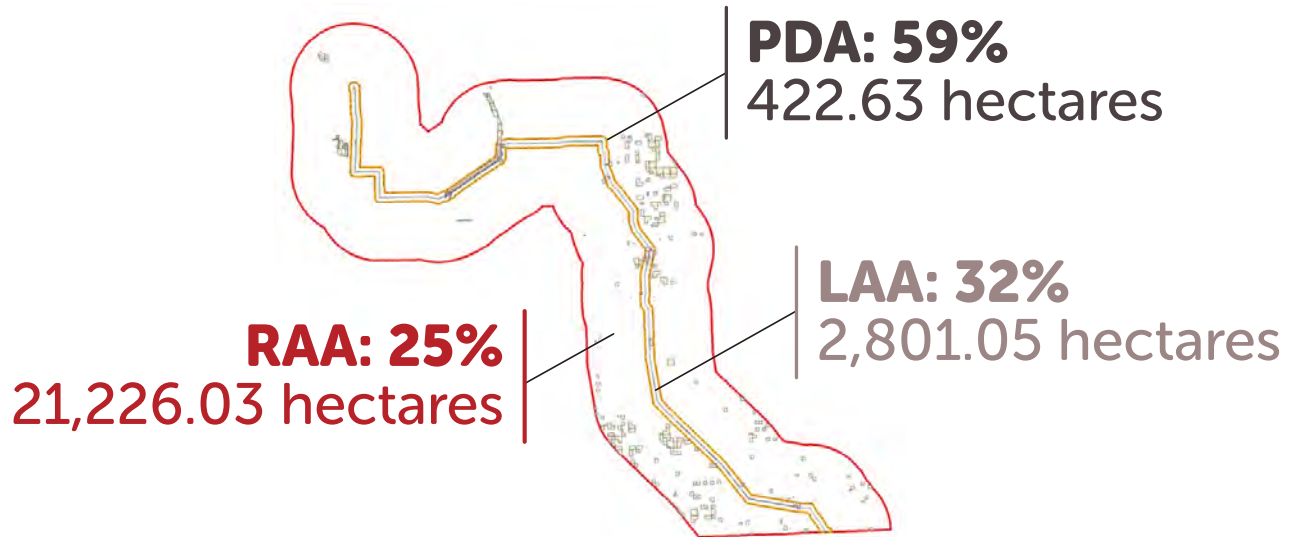 PDA: 59%
422.63 hectares
LAA: 32%
2,801.05 hectares
RAA: 25%
21,226.03 hectares